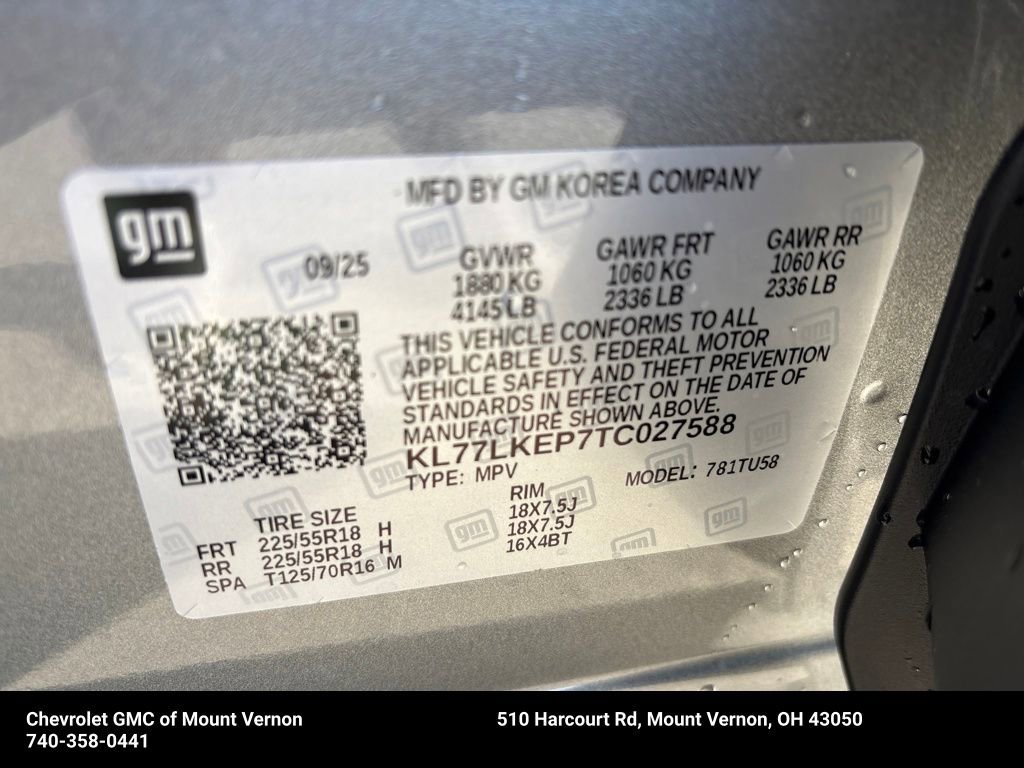 gm
MFD BY GM KOREA COMPANY
09/25
GVWR GAWR FRT GAWR RR
1880 KG 1060 KG 1060 KG
4145 LB 2336 LB 2336 LB
THIS VEHICLE CONFORMS TO ALL
APPLICABLE U.S. FEDERAL MOTOR
VEHICLE SAFETY AND THEFT PREVENTION
STANDARDS IN EFFECT ON THE DATE OF
MANUFACTURE SHOWN ABOVE.
KL77LKEP7TC027588
TYPE: MPV MODEL: 781TU58
TIRE SIZE RIM
FRT 225/55R18 H 18X7.5J
RR 225/55R18 H 18X7.5J
SPA T125/70R16 M 16X4BT
Chevrolet GMC of Mount Vernon 510 Harcourt Rd, Mount Vernon, OH 43050
740-358-0441